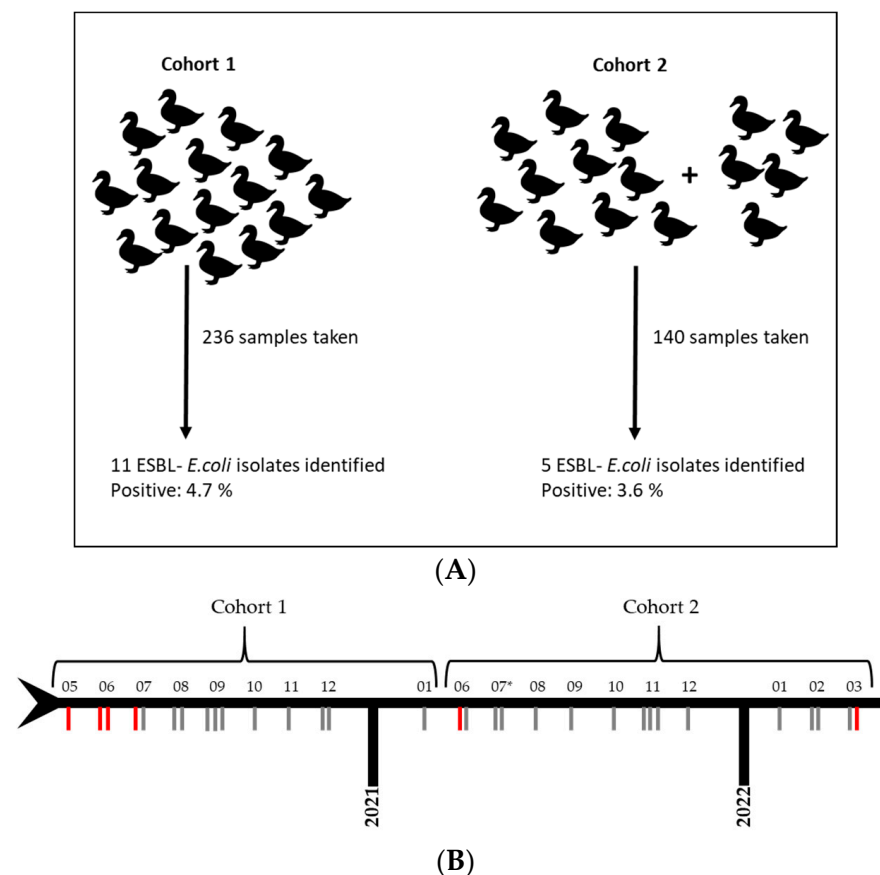 Cohort 1
Cohort 2
+
236 samples taken
140 samples taken
11 ESBL- E.coli isolates identified
Positive: 4.7 %
5 ESBL- E.coli isolates identified
Positive: 3.6 %
(A)
Cohort 1
Cohort 2
05 06 07 08 09 10 11 12 01 06 07* 08 09 10 11 12 01 02 03
2021
2022
(B)